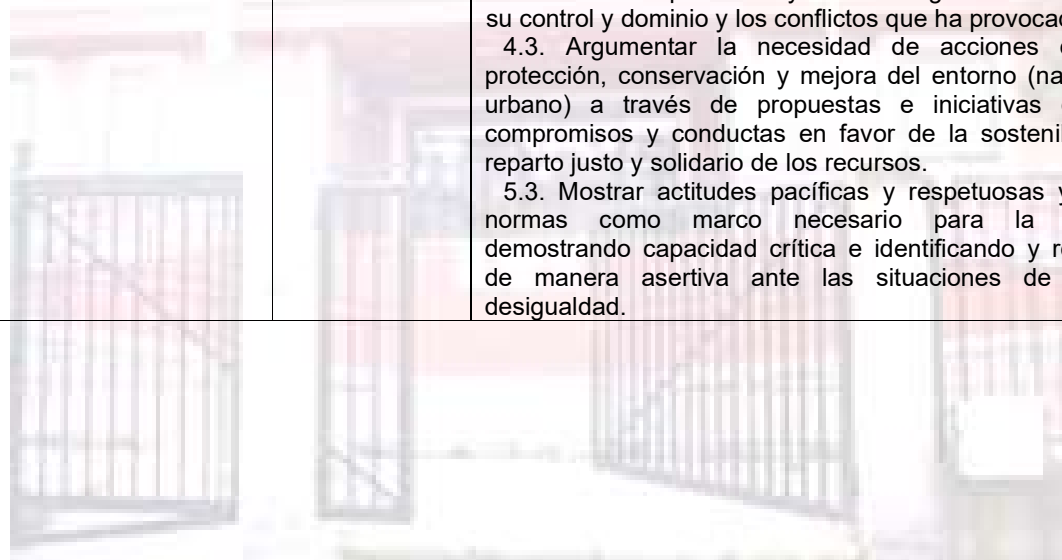 su control y dominio y los conflictos que ha provocad
4.3. Argumentar la necesidad de acciones
protección, conservación y mejora del entorno (na
urbano) a través de propuestas e iniciativas
compromisos y conductas en favor de la sosteni
reparto justo y solidario de los recursos.
5.3. Mostrar actitudes pacíficas y respetuosas y
normas como marco necesario para la
demostrando capacidad crítica e identificando y r
de manera asertiva ante las situaciones de
desigualdad.